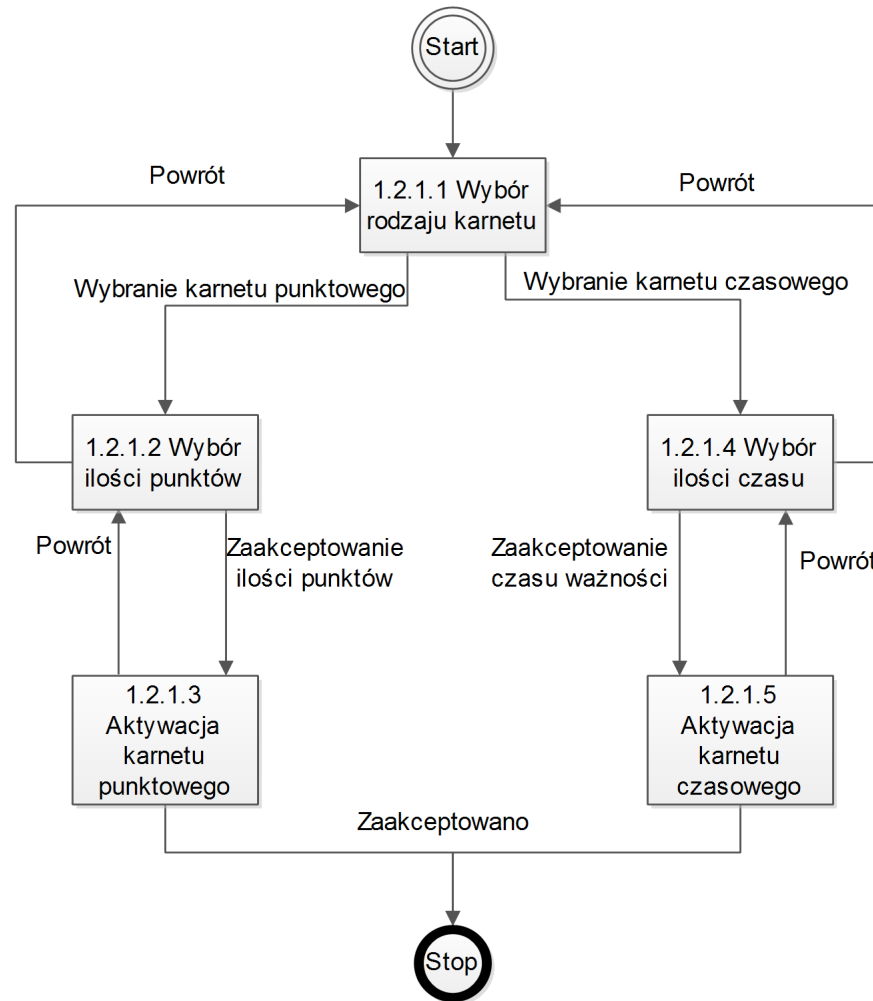 Start
Powrót
1.2.1.1 Wybór
rodzaju karnetu
Powrót
Wybranie karnetu punktowego
Wybranie karnetu czasowego
1.2.1.2 Wybór
ilości punktów
1.2.1.4 Wybór
ilości czasu
Powrót
Zaakceptowanie
ilości punktów
Zaakceptowanie
czasu ważności
Powrót
1.2.1.3
Aktywacja
karnetu
punktowego
1.2.1.5
Aktywacja
karnetu
czasowego
Zaakceptowano
Stop